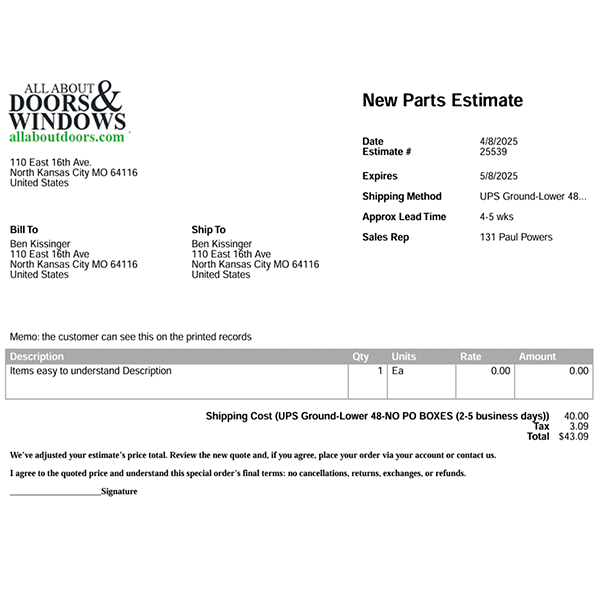 ALL ABOUT
DOORS &
WINDOWS
allaboutdoors.com
110 East 16th Ave.
North Kansas City MO 64116
United States
New Parts Estimate
Date 4/8/2025
Estimate # 25539
Expires 5/8/2025
Shipping Method UPS Ground-Lower 48...
Approx Lead Time 4-5 wks
Sales Rep 131 Paul Powers
Bill To
Ben Kissinger
110 East 16th Ave
North Kansas City MO 64116
United States
Ship To
Ben Kissinger
110 East 16th Ave
North Kansas City MO 64116
United States
Memo: the customer can see this on the printed records
Description Qty Units Rate Amount
Items easy to understand Description 1 Ea 0.00 0.00
Shipping Cost (UPS Ground-Lower 48-NO PO BOXES (2-5 business days)) 40.00
Tax 3.09
Total $43.09
We've adjusted your estimate's price total. Review the new quote and, if you agree, place your order via your account or contact us.
I agree to the quoted price and understand this special order's final terms: no cancellations, returns, exchanges, or refunds.
____________________Signature